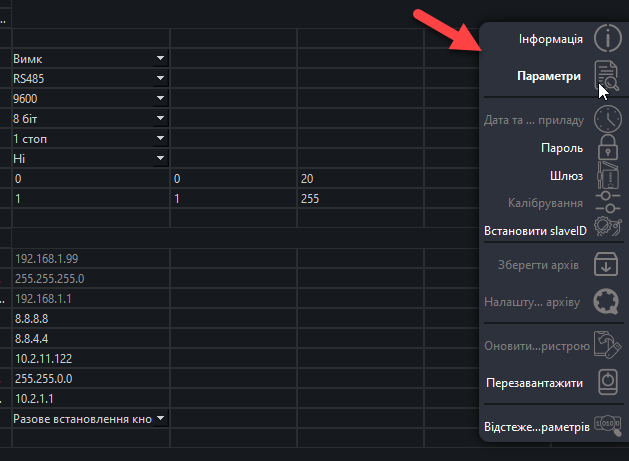 ...
Інформація
Вимк
RS485
Параметри
9600
8 біт
Дата та ... приладу
1 стоп
Пароль
Ні
0 0 20
Шлюз
1 1 255
Калібрування
Встановити slaveID
192.168.1.99
Зберегти архів
255.255.255.0
... 192.168.1.1
Налашту... архіву
8.8.8.8
8.8.4.4
Оновити...ристрою
10.2.11.122
255.255.0.0
Перезавантажити
10.2.1.1
Разове встановлення кно
Відстеже...раметрів